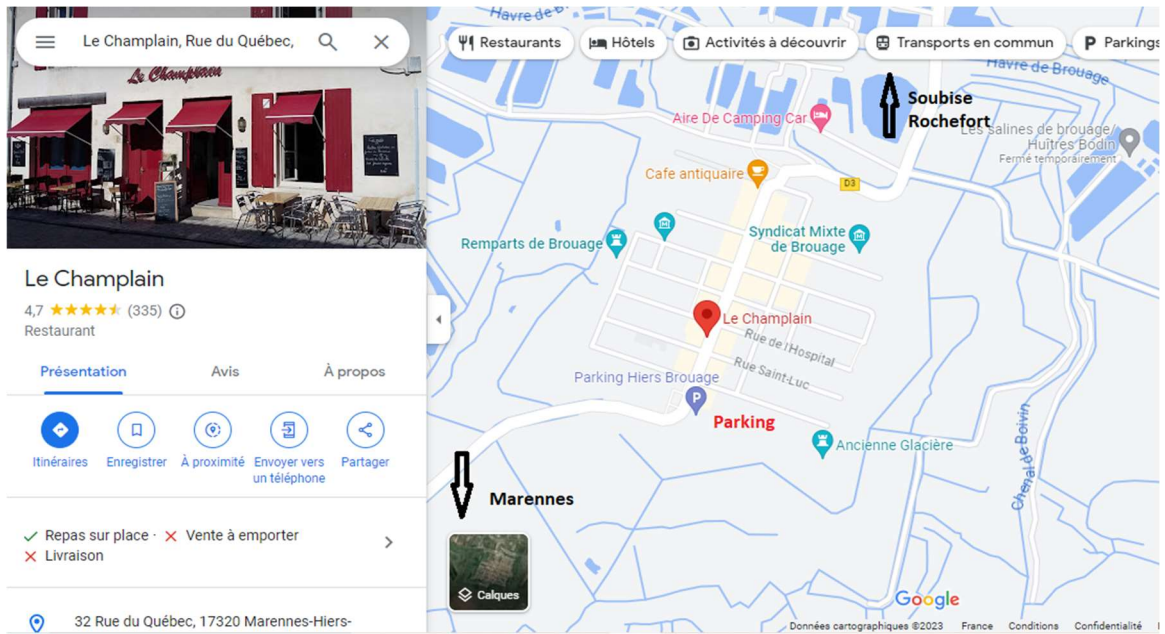 Le Champlain, Rue du Québec,
Le Champlain
Le Champlain
4,7 (335)
Restaurant
Présentation Avis À propos
Itinéraires Enregistrer À proximité Envoyer vers un téléphone Partager
Repas sur place · Vente à emporter
Livraison
32 Rue du Québec, 17320 Marennes-Hiers-
Havre de B
Restaurants Hôtels Activités à découvrir Transports en commun P Parkings
Havre de Brouage
Soubise
Rochefort
Aire De Camping Car
Les salines de brouage/
Huîtres Bodin
Fermé temporairement
Cafe antiquaire
D3
Remparts de Brouage
Syndicat Mixte
de Brouage
Le Champlain
Rue de l'Hospital
Rue Saint-Luc
Parking Hiers Brouage
P
Parking
Ancienne Glacière
Chenal de Boivin
Marennes
Calques
Google
Données cartographiques ©2023 France Conditions Confidentialité